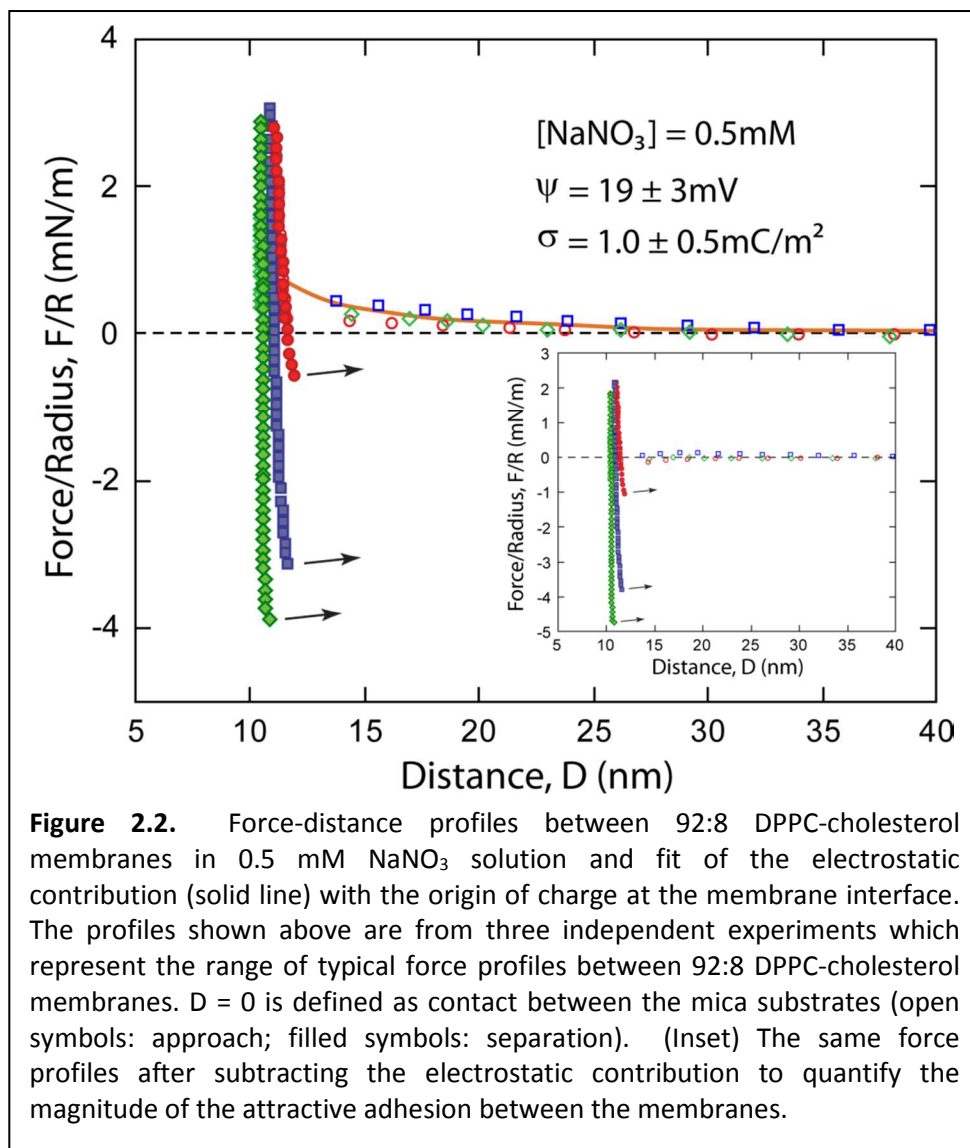 4
2
0
-2
-4
5
10
15
20
25
30
35
40
Force/Radius, F/R (mN/m)
Distance, D (nm)
[NaNO₃] = 0.5mM
ψ = 19 ± 3mV
σ = 1.0 ± 0.5mC/m²
3
2
1
0
-1
-2
-3
-4
-5
5
10
15
20
25
30
35
40
Force/Radius, F/R (mN/m)
Distance, D (nm)
Figure 2.2. Force-distance profiles between 92:8 DPPC-cholesterol
membranes in 0.5 mM NaNO₃ solution and fit of the electrostatic
contribution (solid line) with the origin of charge at the membrane interface.
The profiles shown above are from three independent experiments which
represent the range of typical force profiles between 92:8 DPPC-cholesterol
membranes. D = 0 is defined as contact between the mica substrates (open
symbols: approach; filled symbols: separation). (Inset) The same force
profiles after subtracting the electrostatic contribution to quantify the
magnitude of the attractive adhesion between the membranes.